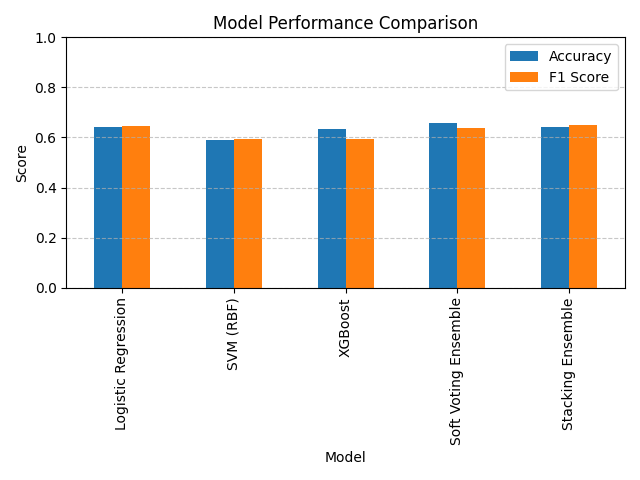 Model Performance Comparison
Accuracy
F1 Score
Score
1.0
0.8
0.6
0.4
0.2
0.0
Logistic Regression
SVM (RBF)
XGBoost
Soft Voting Ensemble
Stacking Ensemble
Model